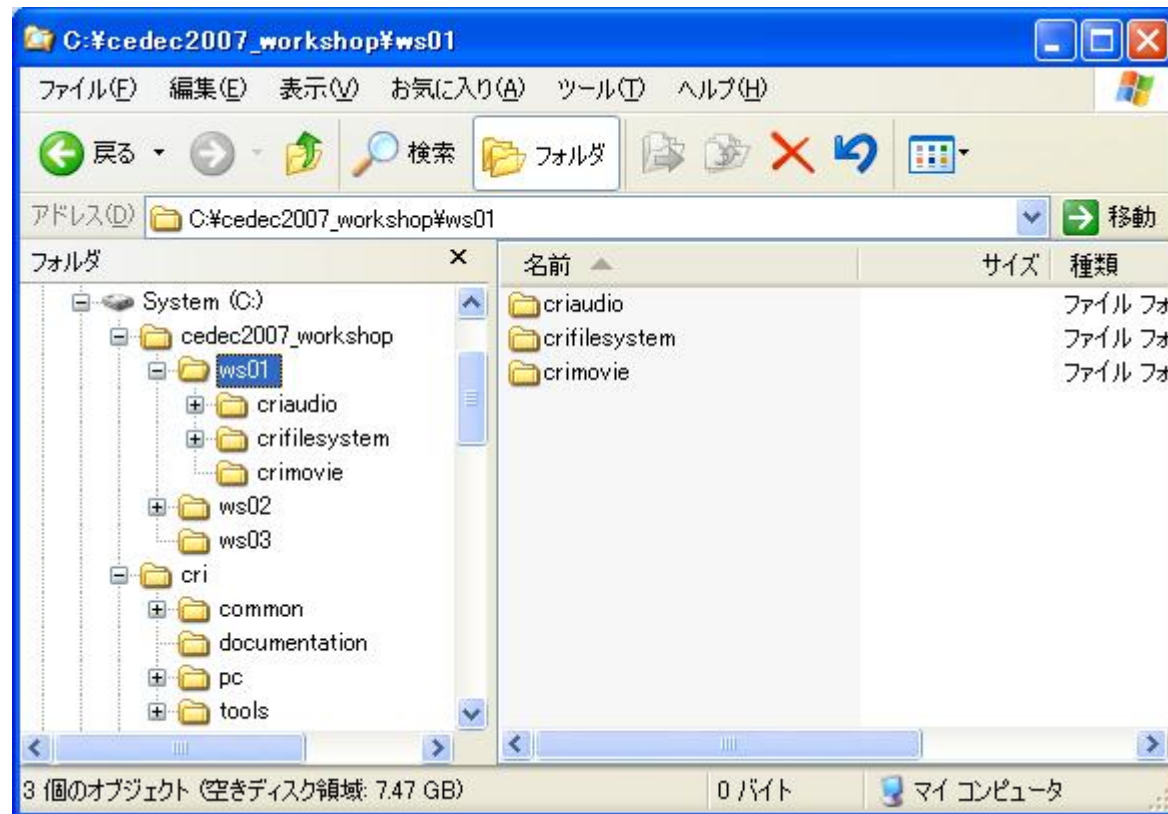 C:¥cedec2007_workshop¥ws01
ファイル(F) 編集(E) 表示(V) お気に入り(A) ツール(T) ヘルプ(H)
戻る 検索 フォルダ
アドレス(D) C:¥cedec2007_workshop¥ws01 移動
フォルダ
System (C:)
cedec2007_workshop
ws01
criaudio
crifilesystem
crimovie
ws02
ws03
cri
common
documentation
pc
tools
名前 サイズ 種類
criaudio ファイル フォ
crifilesystem ファイル フォ
crimovie ファイル フォ
3 個のオブジェクト (空きディスク領域: 7.47 GB) 0 バイト マイ コンピュータ